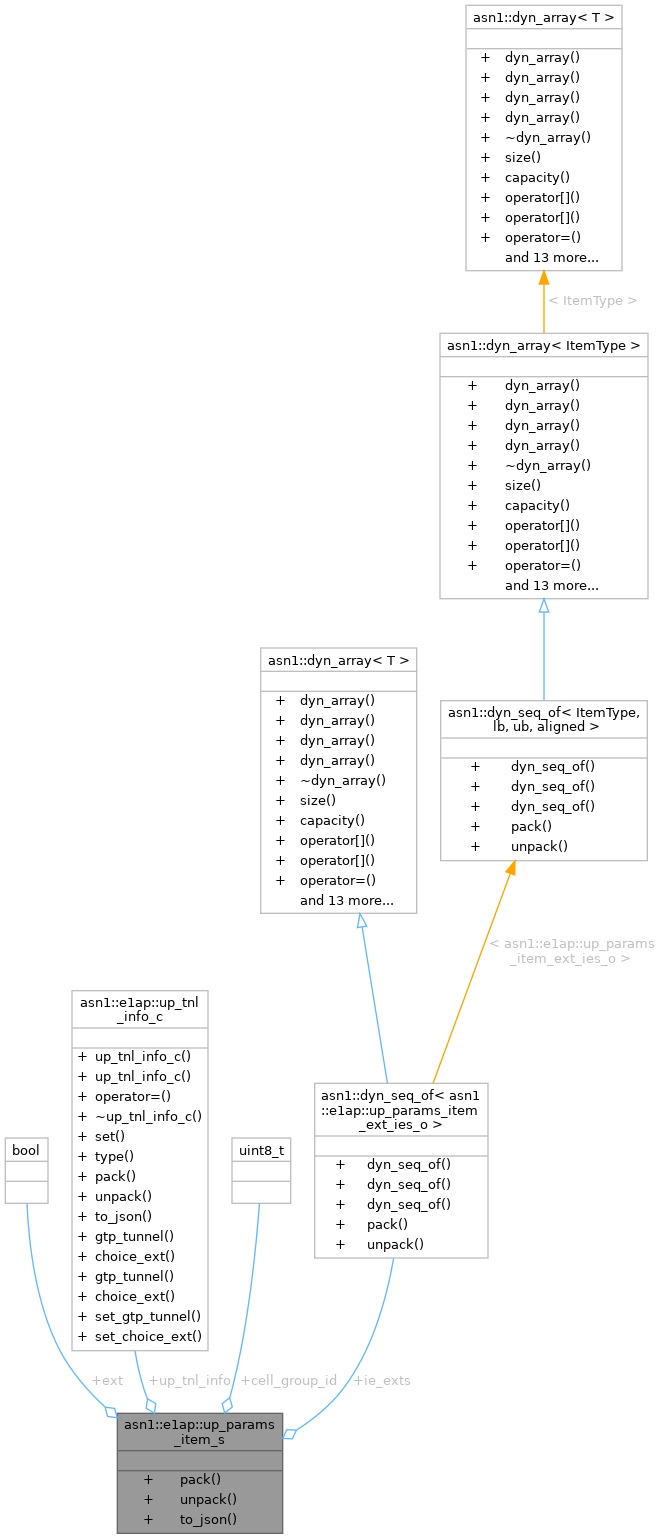 asn1::dyn_array< T >
+ dyn_array()
+ dyn_array()
+ dyn_array()
+ dyn_array()
+ ~dyn_array()
+ size()
+ capacity()
+ operator[]()
+ operator[]()
+ operator=()
and 13 more...
< ItemType >
asn1::dyn_array< ItemType >
+ dyn_array()
+ dyn_array()
+ dyn_array()
+ dyn_array()
+ ~dyn_array()
+ size()
+ capacity()
+ operator[]()
+ operator[]()
+ operator=()
and 13 more...
asn1::dyn_array< T >
+ dyn_array()
+ dyn_array()
+ dyn_array()
+ dyn_array()
+ ~dyn_array()
+ size()
+ capacity()
+ operator[]()
+ operator[]()
+ operator=()
and 13 more...
asn1::dyn_seq_of< ItemType,
lb, ub, aligned >
+ dyn_seq_of()
+ dyn_seq_of()
+ dyn_seq_of()
+ pack()
+ unpack()
< asn1::e1ap::up_params
_item_ext_ies_o >
bool
asn1::e1ap::up_tnl
_info_c
+ up_tnl_info_c()
+ up_tnl_info_c()
+ operator=()
+ ~up_tnl_info_c()
+ set()
+ type()
+ pack()
+ unpack()
+ to_json()
+ gtp_tunnel()
+ choice_ext()
+ gtp_tunnel()
+ choice_ext()
+ set_gtp_tunnel()
+ set_choice_ext()
uint8_t
asn1::dyn_seq_of< asn1
::e1ap::up_params_item
_ext_ies_o >
+ dyn_seq_of()
+ dyn_seq_of()
+ dyn_seq_of()
+ pack()
+ unpack()
+ext
+up_tnl_info
+cell_group_id
+ie_exts
asn1::e1ap::up_params
_item_s
+ pack()
+ unpack()
+ to_json()